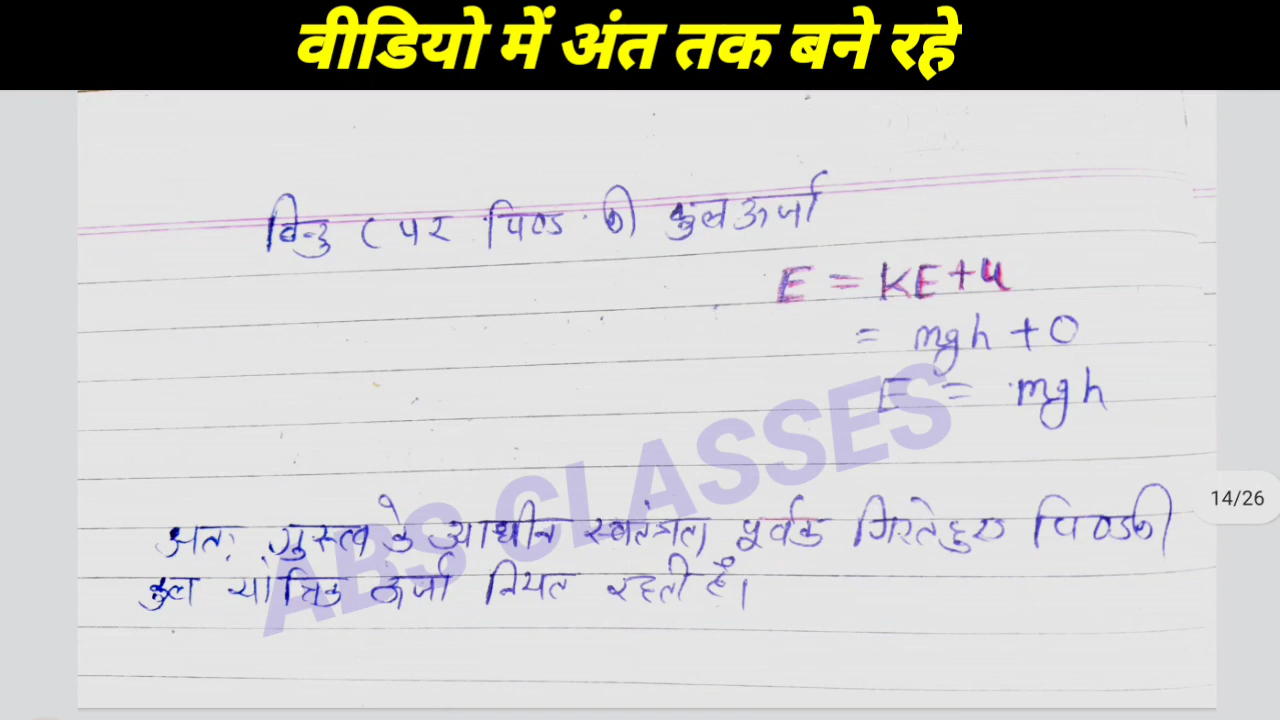 वीडियो में अंत तक बने रहे
बिन्दु C पर पिण्ड की कुल ऊर्जा
E = KE+U
= mgh + 0
E = mgh
ABS CLASSES
14/26
अतः गुरुत्व के आधीन स्वतंत्रता पूर्वक गिरते हुए पिण्ड की
कुल यांत्रिक ऊर्जा नियत रहती है।